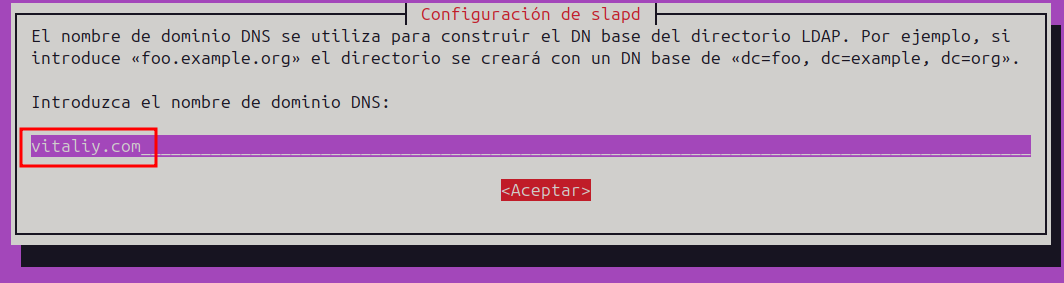 Configuración de slapd
El nombre de dominio DNS se utiliza para construir el DN base del directorio LDAP. Por ejemplo, si
introduce «foo.example.org» el directorio se creará con un DN base de «dc=foo, dc=example, dc=org».
Introduzca el nombre de dominio DNS:
vitaliy.com
<Aceptar>